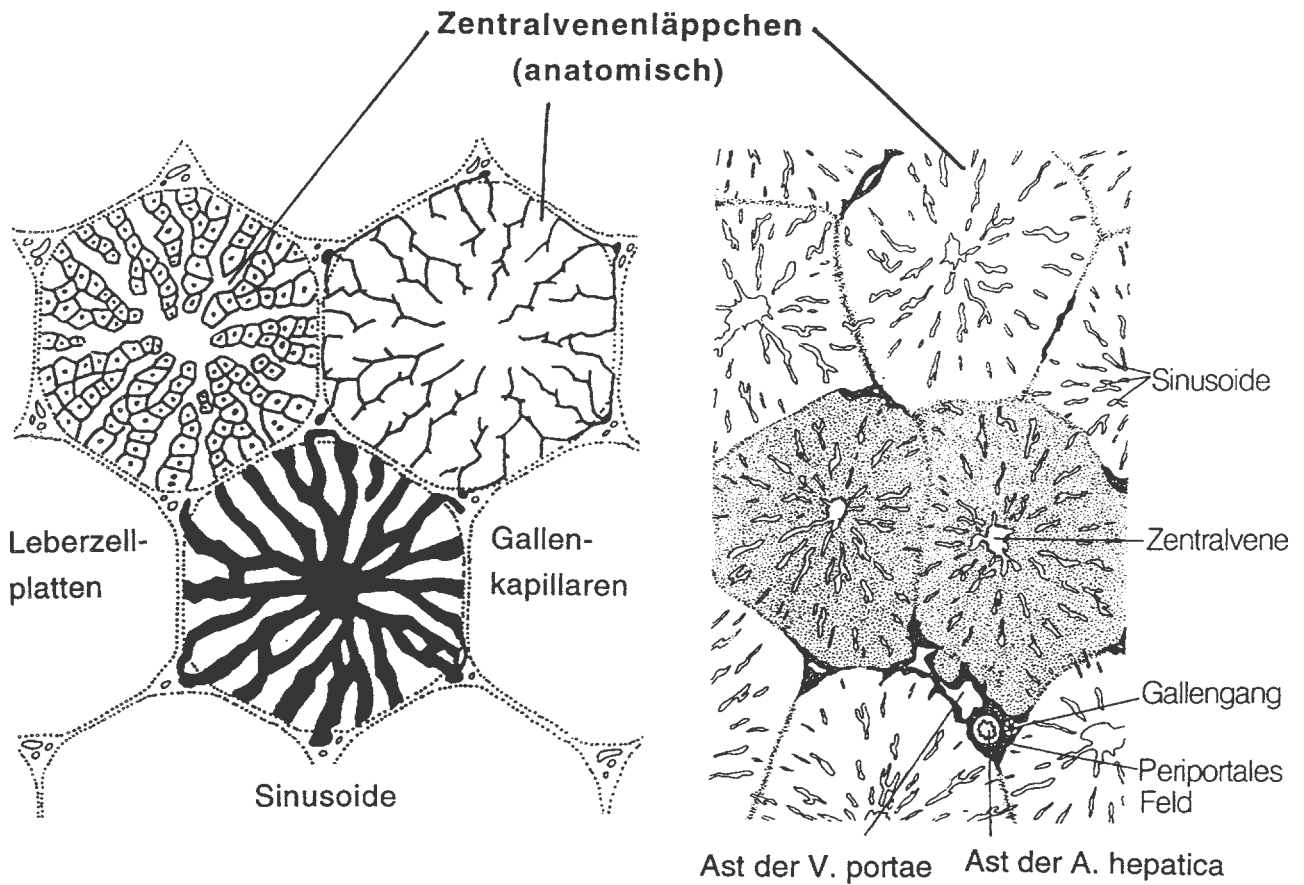 Zentralvenenläppchen
(anatomisch)
Leberzell-
platten
Gallen-
kapillaren
Sinusoide
Sinusoide
Zentralvene
Gallengang
Periportales
Feld
Ast der V. portae
Ast der A. hepatica